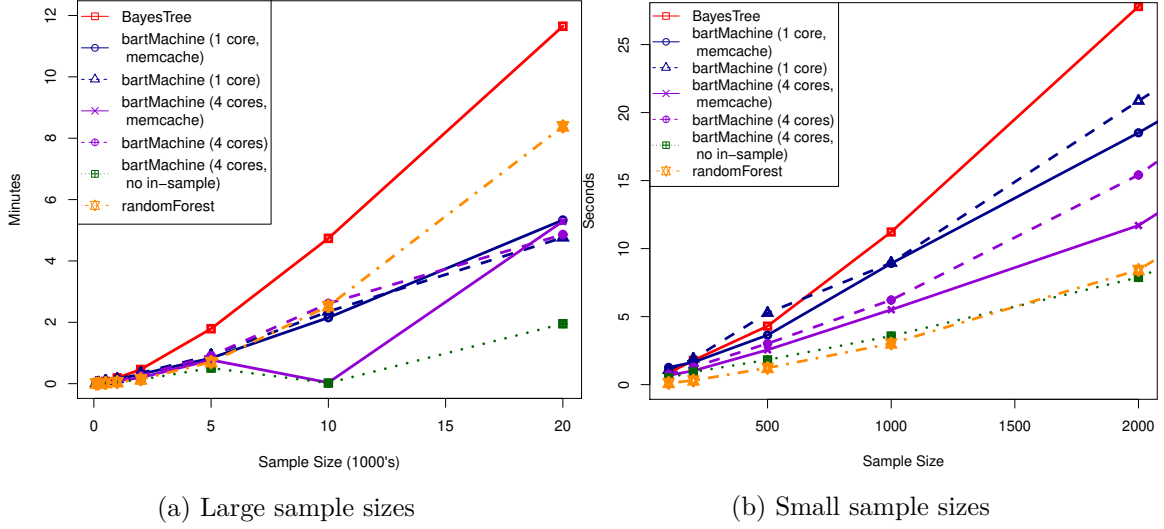 BayesTree
bartMachine (1 core,
memcache)
bartMachine (1 core)
bartMachine (4 cores,
memcache)
bartMachine (4 cores)
bartMachine (4 cores,
no in-sample)
randomForest
12
10
8
6
4
2
0
Minutes
0
5
10
15
20
Sample Size (1000's)
(a) Large sample sizes
BayesTree
bartMachine (1 core,
memcache)
bartMachine (1 core)
bartMachine (4 cores,
memcache)
bartMachine (4 cores)
bartMachine (4 cores,
no in-sample)
randomForest
25
20
15
10
5
0
Seconds
500
1000
1500
2000
Sample Size
(b) Small sample sizes